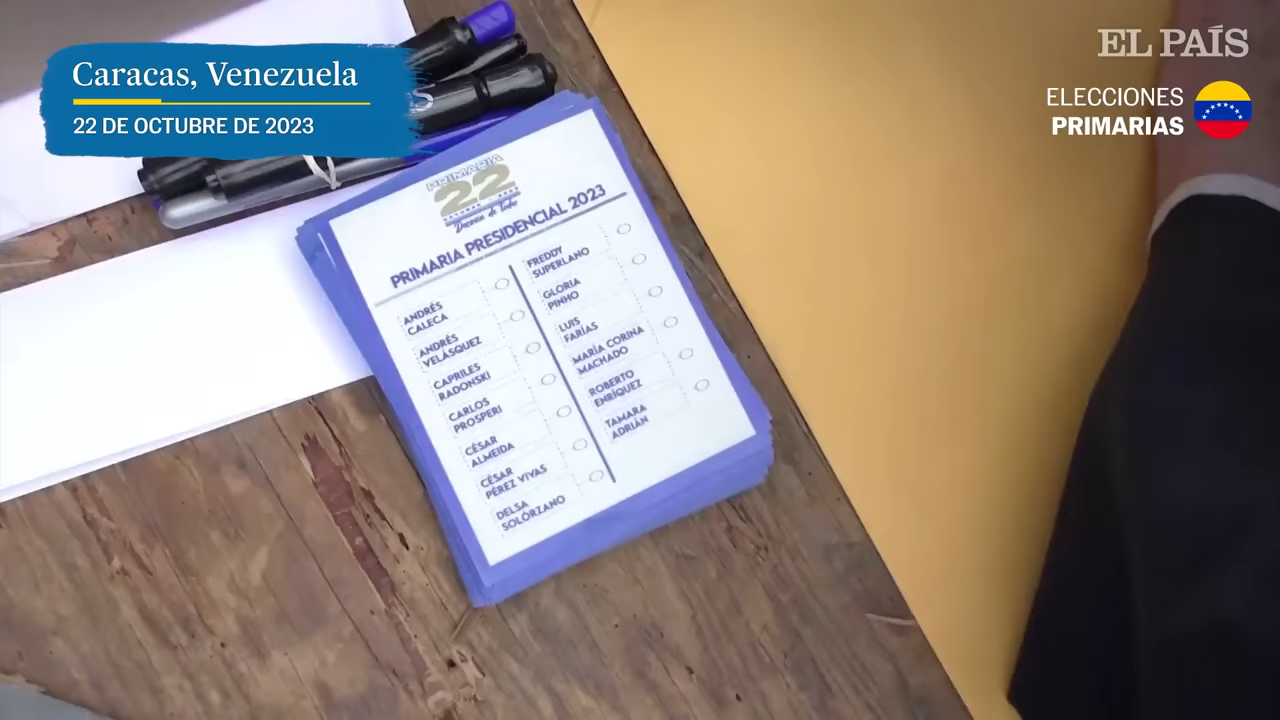 Caracas, Venezuela
22 DE OCTUBRE DE 2023
EL PAÍS
ELECCIONES
PRIMARIAS
PRIMARIA
22
PRIMARIA PRESIDENCIAL 2023
ANDRÉS
CALECA
ANDRÉS
VELÁSQUEZ
CAPRILES
RADONSKI
CARLOS
PROSPERI
CÉSAR
ALMEIDA
CÉSAR
PÉREZ VIVAS
DELSA
SOLÓRZANO
FREDDY
SUPERLANO
GLORIA
PINHO
LUIS
FARÍAS
MARÍA CORINA
MACHADO
ROBERTO
ENRÍQUEZ
TAMARA
ADRIÁN